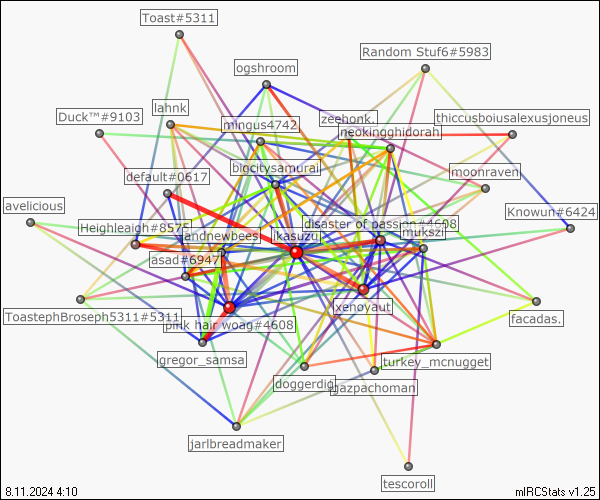 Toast#5311
Random Stuf6#5983
ogshroom
Duck™#9103
lahnk
zeehonk.
thiccusboiusalexusjoneus
mingus4742
neokingghidorah
bigcitysamurai
moonraven
default#0617
avelicious
Knowun#6424
Heighleaigh#8575
jandnewbees
ikasuzu
disaster of passion#4608
mukszi
asad#6947
xenoyaut
ToastephBroseph5311#5311
pink hair woag#4608
facadas.
gregor_samsa
turkey_mcnugget
doggerdig
gazpachoman
jarlbreadmaker
tescoroll
8.11.2024 4:10
mIRCStats v1.25